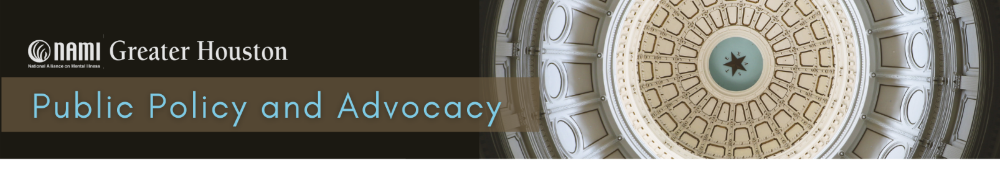 NAMI Greater Houston
National Alliance on Mental Illness
Public Policy and Advocacy